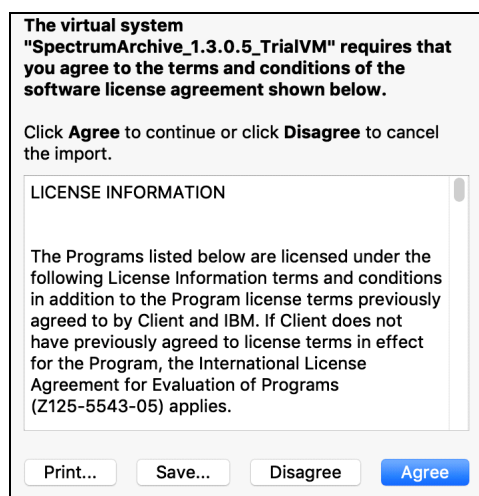 The virtual system
"SpectrumArchive_1.3.0.5_TrialVM" requires that
you agree to the terms and conditions of the
software license agreement shown below.
Click Agree to continue or click Disagree to cancel
the import.
LICENSE INFORMATION
The Programs listed below are licensed under the
following License Information terms and conditions
in addition to the Program license terms previously
agreed to by Client and IBM. If Client does not
have previously agreed to license terms in effect
for the Program, the International License
Agreement for Evaluation of Programs
(Z125-5543-05) applies.
Print... Save... Disagree Agree